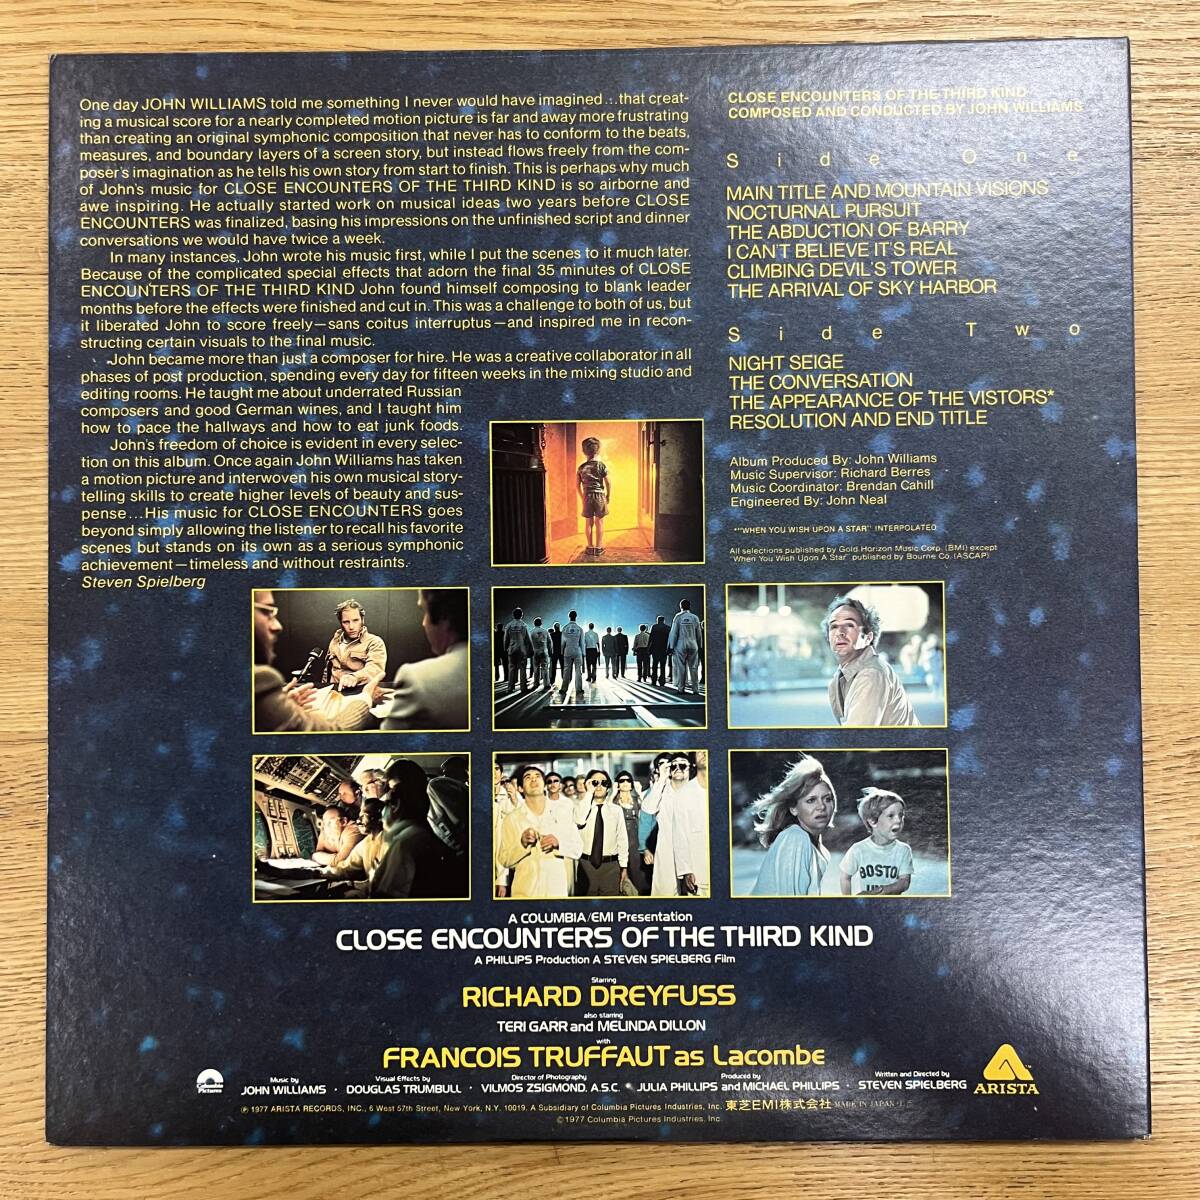 One day JOHN WILLIAMS told me something I never would have imagined...that creat-
ing a musical score for a nearly completed motion picture is far and away more frustrating
than creating an original symphonic composition that never has to conform to the beats,
measures, and boundary layers of a screen story, but instead flows freely from the com-
poser's imagination as he tells his own story from start to finish. This is perhaps why much
of John's music for CLOSE ENCOUNTERS OF THE THIRD KIND is so airborne and
awe inspiring. He actually started work on musical ideas two years before CLOSE
ENCOUNTERS was finalized, basing his impressions on the unfinished script and dinner
conversations we would have twice a week.
In many instances, John wrote his music first, while I put the scenes to it much later.
Because of the complicated special effects that adorn the final 35 minutes of CLOSE
ENCOUNTERS OF THE THIRD KIND John found himself composing to blank leader
months before the effects were finished and cut in. This was a challenge to both of us, but
it liberated John to score freely—sans coitus interruptus—and inspired me in recon-
structing certain visuals to the final music.
John became more than just a composer for hire. He was a creative collaborator in all
phases of post production, spending every day for fifteen weeks in the mixing studio and
editing rooms. He taught me about underrated Russian
composers and good German wines, and I taught him
how to pace the hallways and how to eat junk foods.
John's freedom of choice is evident in every selec-
tion on this album. Once again John Williams has taken
a motion picture and interwoven his own musical story-
telling skills to create higher levels of beauty and sus-
pense...His music for CLOSE ENCOUNTERS goes
beyond simply allowing the listener to recall his favorite
scenes but stands on its own as a serious symphonic
achievement—timeless and without restraints.
Steven Spielberg
CLOSE ENCOUNTERS OF THE THIRD KIND
COMPOSED AND CONDUCTED BY JOHN WILLIAMS
Side One
MAIN TITLE AND MOUNTAIN VISIONS
NOCTURNAL PURSUIT
THE ABDUCTION OF BARRY
I CAN'T BELIEVE IT'S REAL
CLIMBING DEVIL'S TOWER
THE ARRIVAL OF SKY HARBOR
Side Two
NIGHT SEIGE
THE CONVERSATION
THE APPEARANCE OF THE VISTORS*
RESOLUTION AND END TITLE
Album Produced By: John Williams
Music Supervisor: Richard Berres
Music Coordinator: Brendan Cahill
Engineered By: John Neal
*"WHEN YOU WISH UPON A STAR" INTERPOLATED
All selections published by Gold Horizon Music Corp. (BMI) except
"When You Wish Upon A Star" published by Bourne Co. (ASCAP)
BOSTO
A COLUMBIA/EMI Presentation
CLOSE ENCOUNTERS OF THE THIRD KIND
A PHILLIPS Production A STEVEN SPIELBERG Film
Starring
RICHARD DREYFUSS
also starring
TERI GARR and MELINDA DILLON
with
FRANCOIS TRUFFAUT as Lacombe
Columbia
Pictures
Music by
JOHN WILLIAMS ·
Visual Effects by
DOUGLAS TRUMBULL ·
Director of Photography
VILMOS ZSIGMOND, A.S.C. ·
Produced by
JULIA PHILLIPS and MICHAEL PHILLIPS ·
Written and Directed by
STEVEN SPIELBERG
ARISTA
℗ 1977 ARISTA RECORDS, INC., 6 West 57th Street, New York, N.Y. 10019. A Subsidiary of Columbia Pictures Industries, Inc. 東芝EMI株式会社 MADE IN JAPAN
© 1977 Columbia Pictures Industries, Inc.